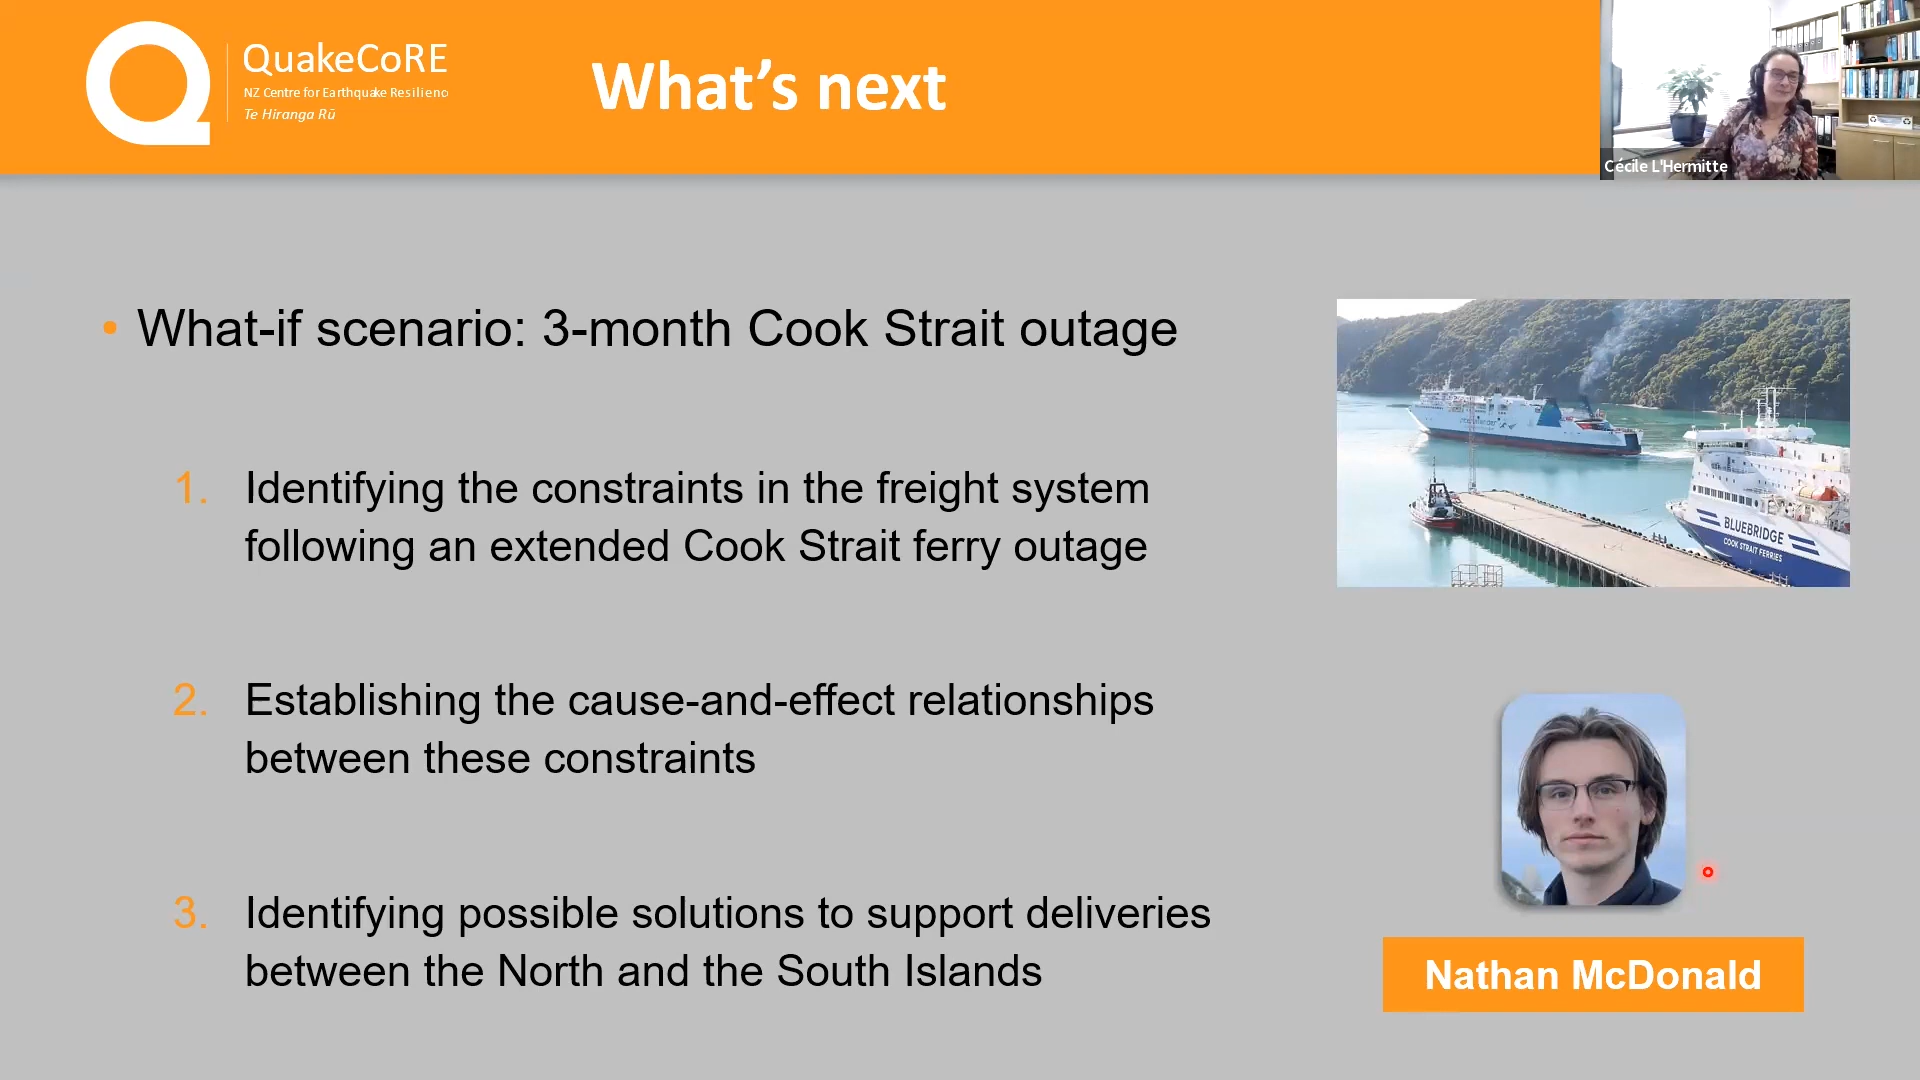 QuakeCoRE
NZ Centre for Earthquake Resilienc
Te Hiranga Rū
What's next
Cécile L'Hermitte
• What-if scenario: 3-month Cook Strait outage
1. Identifying the constraints in the freight system
following an extended Cook Strait ferry outage
BLUEBRIDGE
COOK STRAIT FERRIES
2. Establishing the cause-and-effect relationships
between these constraints
3. Identifying possible solutions to support deliveries
between the North and the South Islands
Nathan McDonald